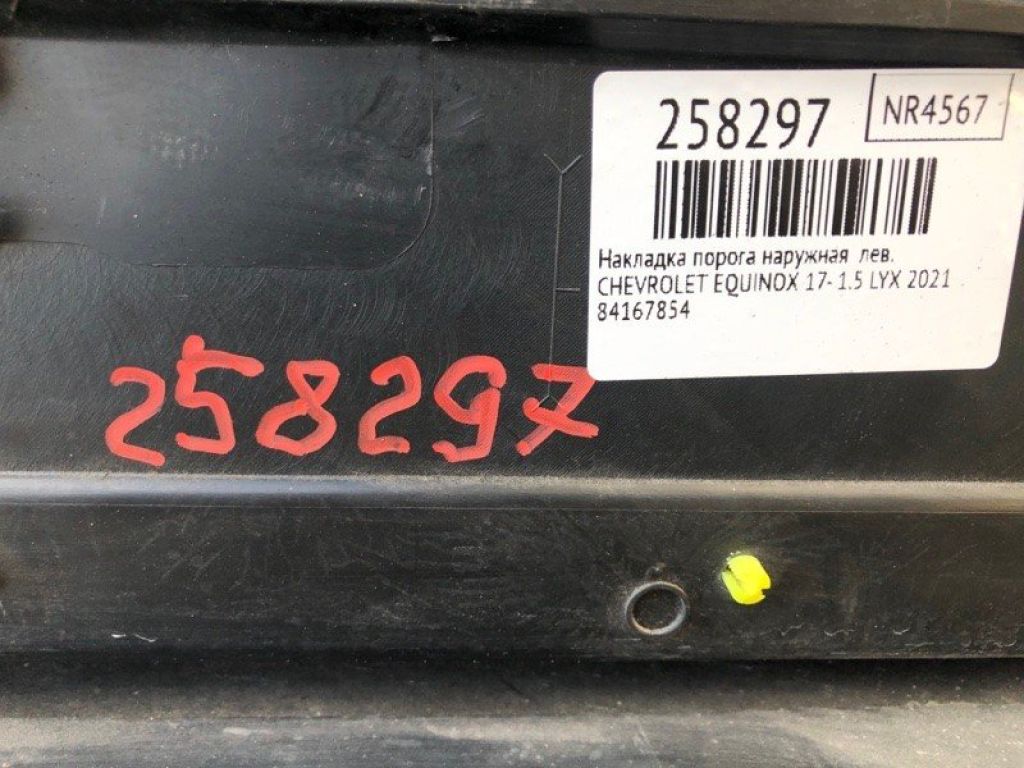 258297
NR4567
Накладка порога наружная лев.
CHEVROLET EQUINOX 17- 1.5 LYX 2021
84167854
258297